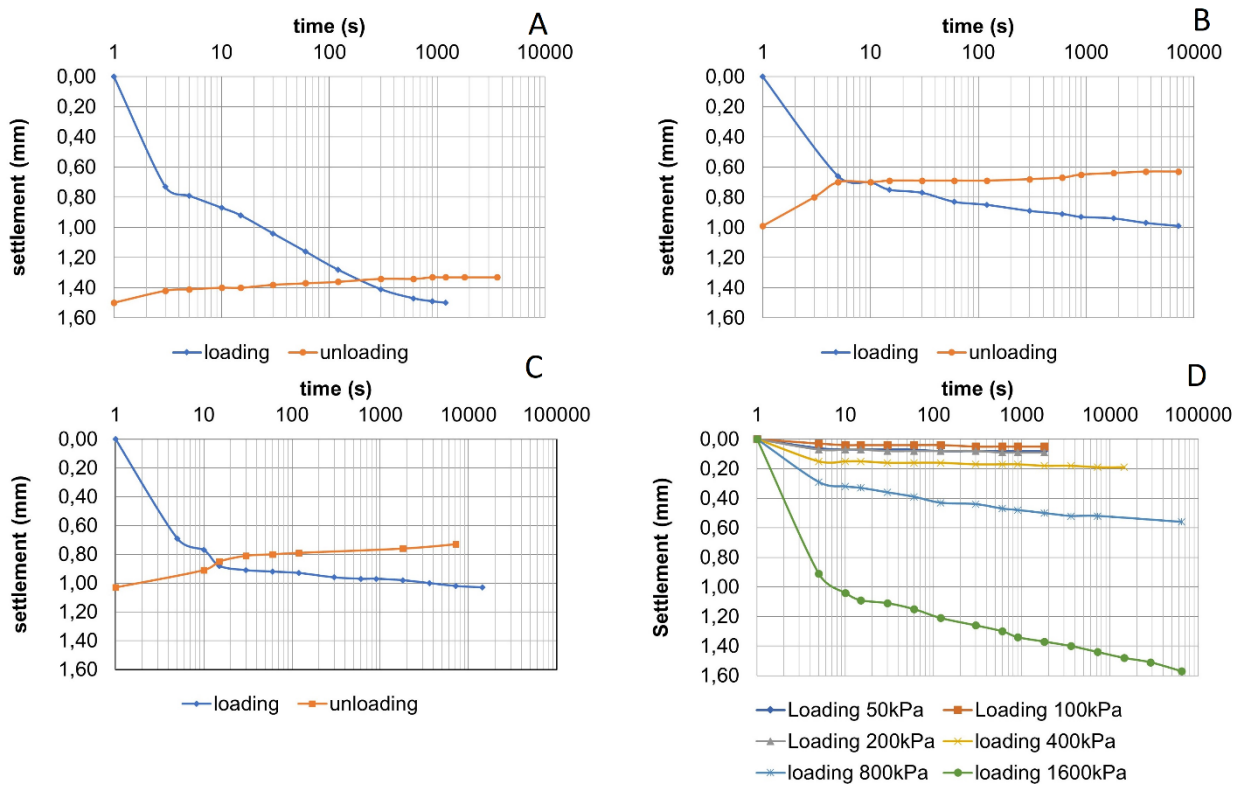 A
time (s)
1 10 100 1000 10000
settlement (mm)
0,00
0,20
0,40
0,60
0,80
1,00
1,20
1,40
1,60
loading unloading
B
time (s)
1 10 100 1000 10000
settlement (mm)
0,00
0,20
0,40
0,60
0,80
1,00
1,20
1,40
1,60
loading unloading
C
time (s)
1 10 100 1000 10000 100000
settlement (mm)
0,00
0,20
0,40
0,60
0,80
1,00
1,20
1,40
1,60
loading unloading
D
time (s)
1 10 100 1000 10000 100000
Settlement (mm)
0,00
0,20
0,40
0,60
0,80
1,00
1,20
1,40
1,60
Loading 50kPa Loading 100kPa
Loading 200kPa loading 400kPa
loading 800kPa loading 1600kPa